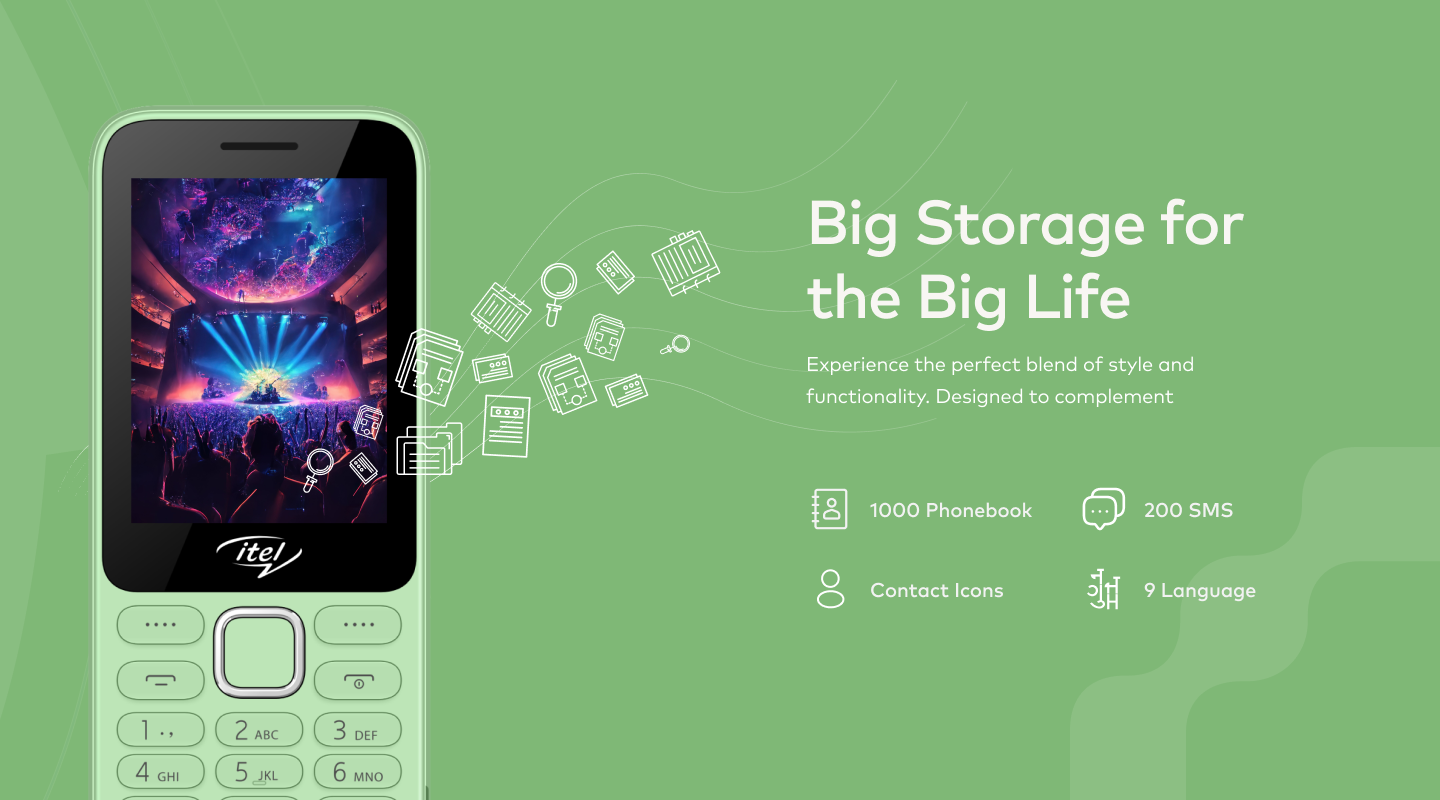 Big Storage for
the Big Life
Experience the perfect blend of style and
functionality. Designed to complement
1000 Phonebook
200 SMS
Contact Icons
9 Language
itel
1 .,
2 ABC
3 DEF
4 GHI
5 JKL
6 MNO